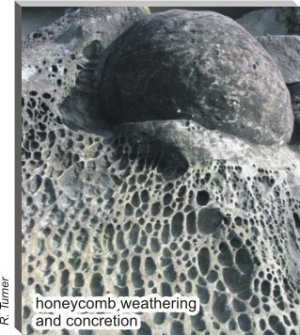 R. Turner
honeycomb weathering
and concretion